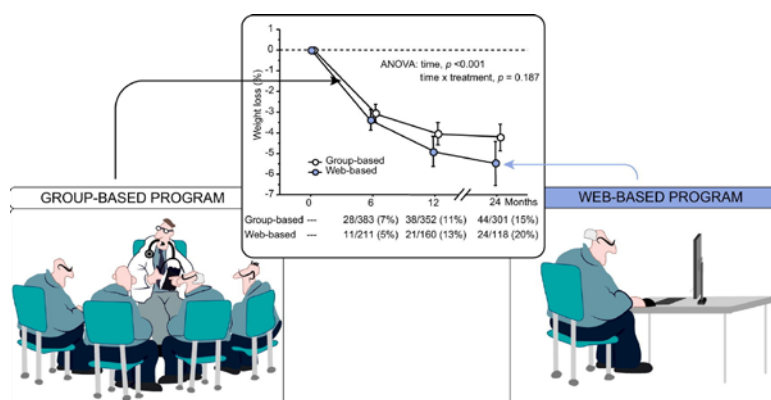 1
0
-1
-2
-3
-4
-5
-6
-7
Weight loss (%)
ANOVA: time, p <0.001
time x treatment, p = 0.187
Group-based
Web-based
0 6 12 24 Months
Group-based --- 28/383 (7%) 38/352 (11%) 44/301 (15%)
Web-based --- 11/211 (5%) 21/160 (13%) 24/118 (20%)
GROUP-BASED PROGRAM
WEB-BASED PROGRAM